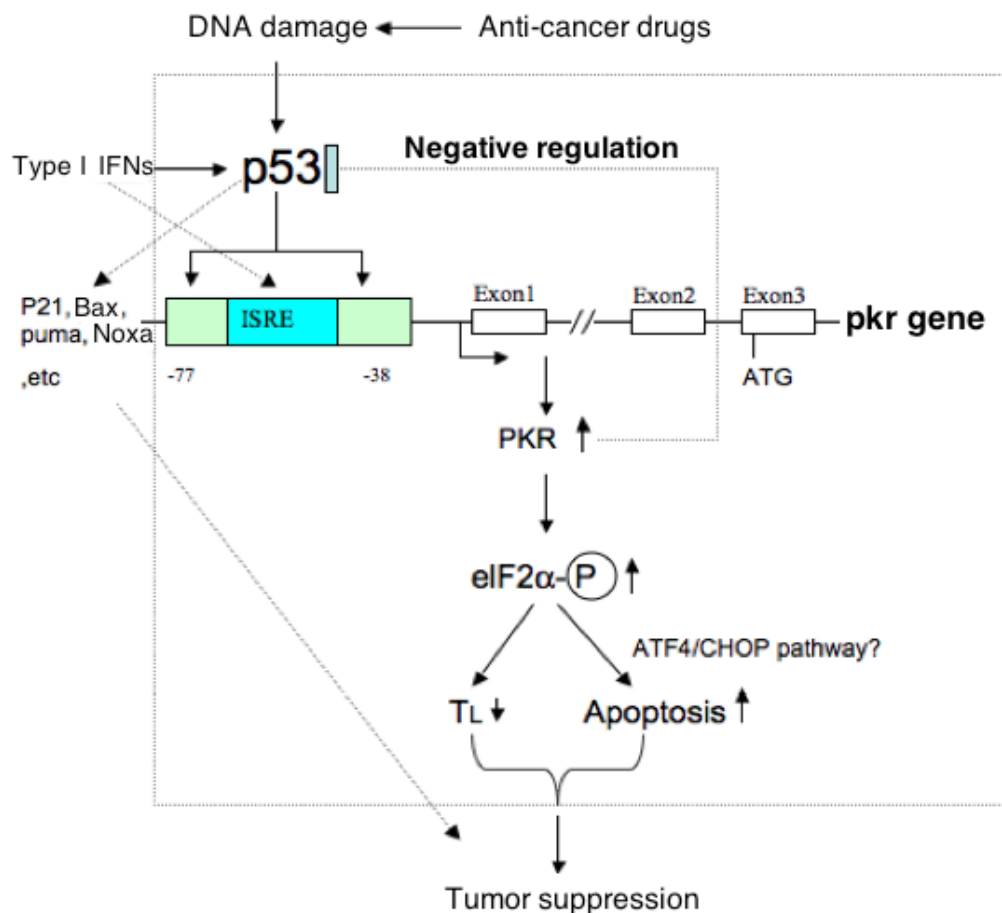 DNA damage
Anti-cancer drugs
Type I IFNs
p53
Negative regulation
P21, Bax,
puma, Noxa
,etc
ISRE
Exon1
Exon2
Exon3
pkr gene
-77
-38
ATG
PKR
eIF2α-P
ATF4/CHOP pathway?
TL
Apoptosis
Tumor suppression